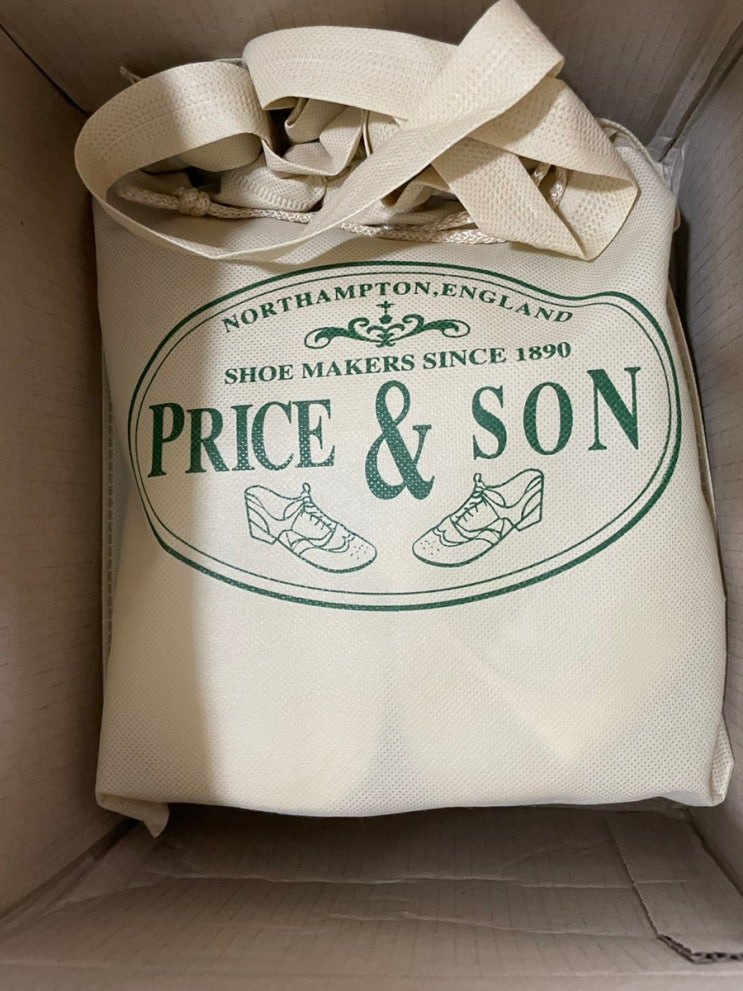 NORTHAMPTON,ENGLAND
SHOE MAKERS SINCE 1890
PRICE & SON